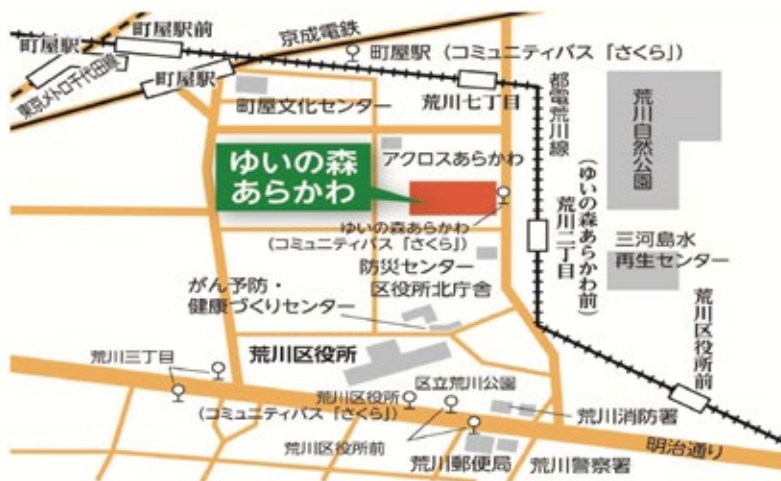 町屋駅前
町屋駅
東京メトロ千代田線
町屋駅
京成電鉄
町屋駅 (コミュニティバス「さくら」)
町屋文化センター
荒川七丁目
都電荒川線
荒川自然公園
アクロスあらかわ
ゆいの森
あらかわ
ゆいの森あらかわ
(コミュニティバス「さくら」)
荒川二丁目
(ゆいの森あらかわ前)
三河島水
再生センター
防災センター
区役所北庁舎
がん予防・
健康づくりセンター
荒川区役所
荒川区役所前
荒川三丁目
荒川区役所
(コミュニティバス「さくら」)
区立荒川公園
荒川消防署
荒川区役所前
荒川郵便局
荒川警察署
明治通り